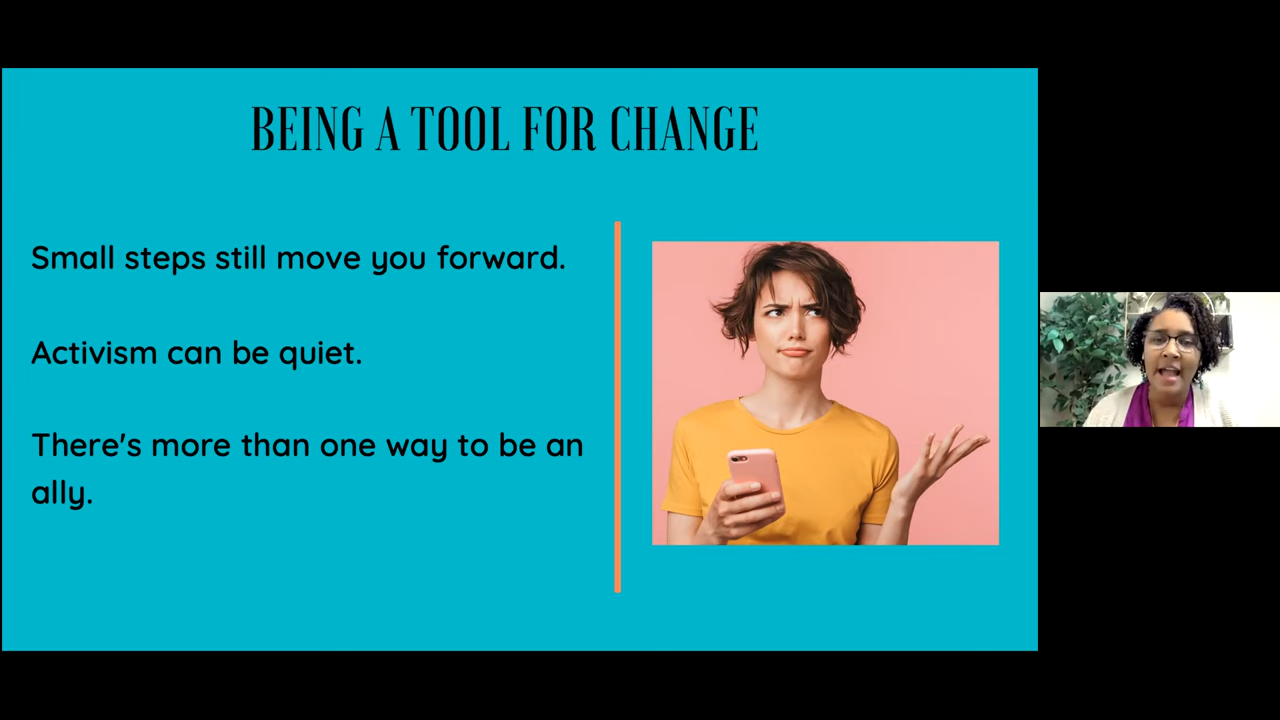 BEING A TOOL FOR CHANGE
Small steps still move you forward.
Activism can be quiet.
There's more than one way to be an
ally.